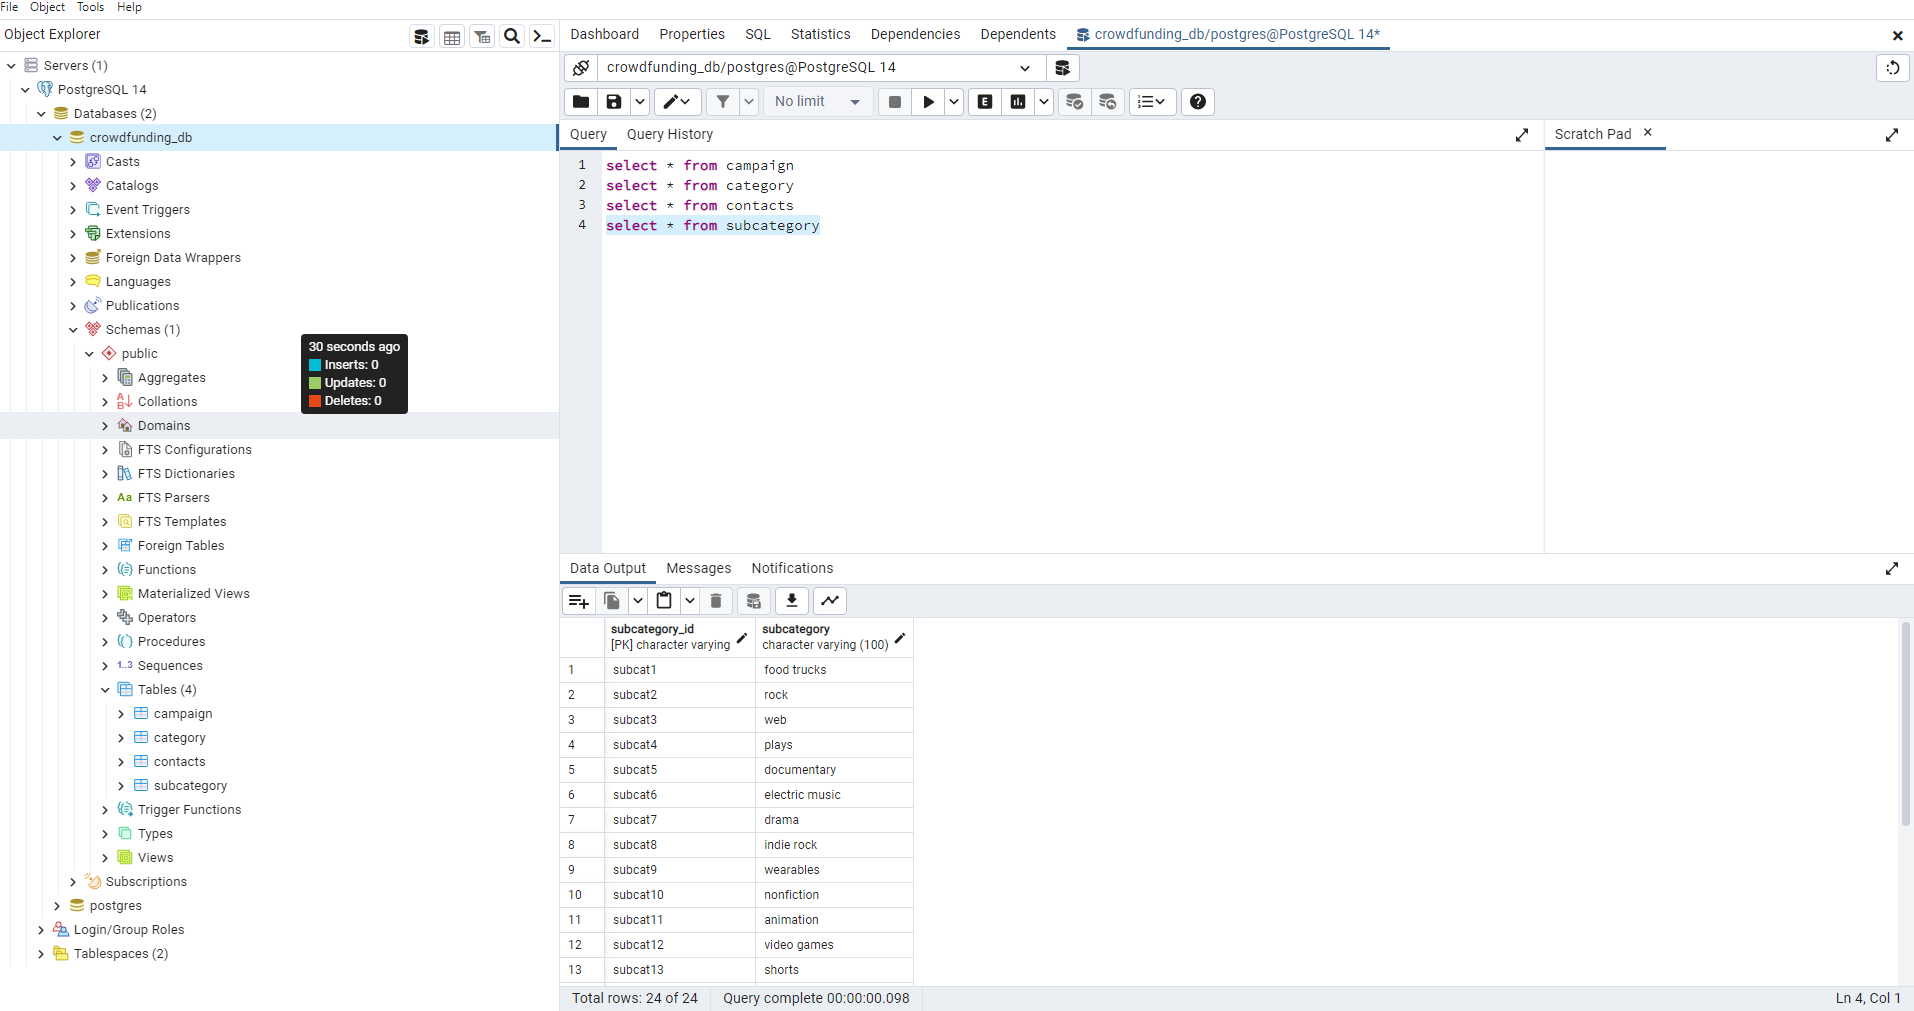 File Object Tools Help
Object Explorer
Servers (1)
PostgreSQL 14
Databases (2)
crowdfunding_db
Casts
Catalogs
Event Triggers
Extensions
Foreign Data Wrappers
Languages
Publications
Schemas (1)
public
Aggregates
Collations
Domains
FTS Configurations
FTS Dictionaries
Aa FTS Parsers
FTS Templates
Foreign Tables
Functions
Materialized Views
Operators
Procedures
1..3 Sequences
Tables (4)
campaign
category
contacts
subcategory
Trigger Functions
Types
Views
Subscriptions
postgres
Login/Group Roles
Tablespaces (2)
30 seconds ago
Inserts: 0
Updates: 0
Deletes: 0
Dashboard Properties SQL Statistics Dependencies Dependents crowdfunding_db/postgres@PostgreSQL 14*
crowdfunding_db/postgres@PostgreSQL 14
No limit E
Query Query History
Scratch Pad
1 select * from campaign
2 select * from category
3 select * from contacts
4 select * from subcategory
Data Output Messages Notifications
subcategory_id subcategory
[PK] character varying character varying (100)
1 subcat1 food trucks
2 subcat2 rock
3 subcat3 web
4 subcat4 plays
5 subcat5 documentary
6 subcat6 electric music
7 subcat7 drama
8 subcat8 indie rock
9 subcat9 wearables
10 subcat10 nonfiction
11 subcat11 animation
12 subcat12 video games
13 subcat13 shorts
Total rows: 24 of 24 Query complete 00:00:00.098 Ln 4, Col 1